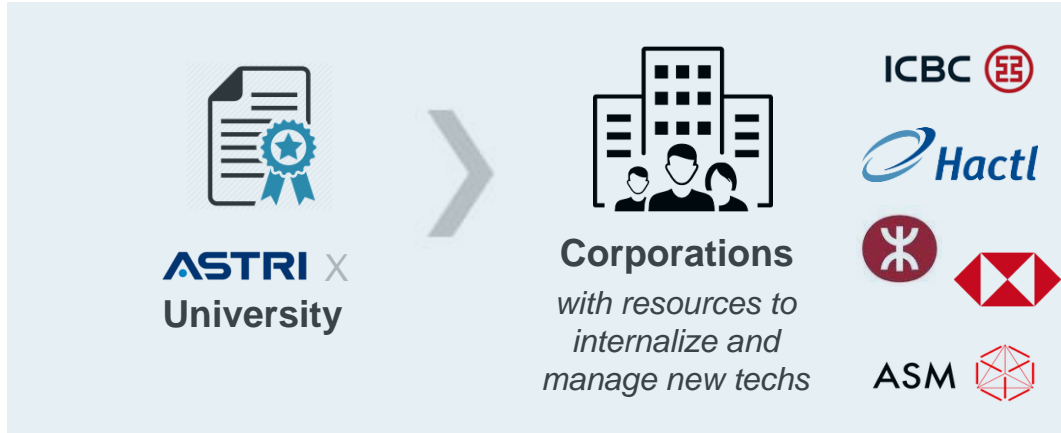 ASTRI X
University
Corporations
with resources to
internalize and
manage new techs
ICBC
Hactl
ASM